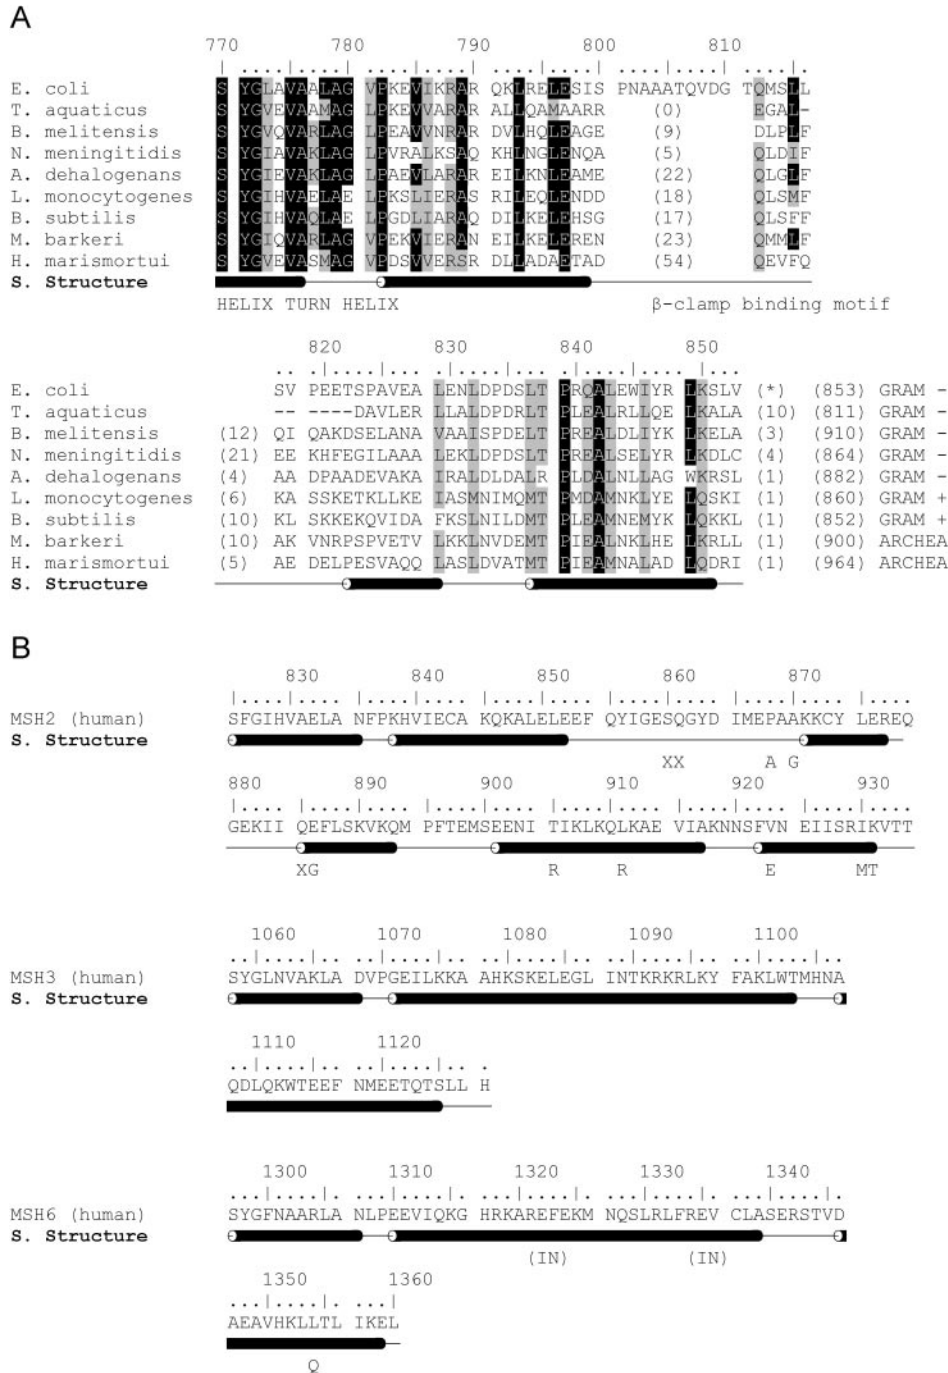 A
770 780 790 800 810
E. coli S YGLAVAALAG VPKEVIKRAR QKLRELESIS PNAAATQVDG TQMSLL
T. aquaticus S YGVEVAAMAG LPKEVVARAR ALLQAMAARR (0) EGALL-
B. melitensis S YGVQVARLAG LPEAVVNRAR DVLHQLEAGE (9) DLPLF
N. meningitidis S YGIAVAKLAG LPVRALKSAQ KHLNGLENQA (5) QLDIF
A. dehalogenans S YGIHVAKLAG LPAEVLARAR EILKNLEAME (22) QLGLF
L. monocytogenes S YGIHVAELAE LPKSLIERAS RILEQLENDD (18) QLSMF
B. subtilis S YGIHVAQLAE LPGDLIARAQ DILKELEHSG (17) QLSFF
M. barkeri S YGIQVARLAG VPEKVIERAN EILKELEREN (23) QMMLF
H. marismortui S YGVEVASMAG VPDSVVERSR DLLADAETAD (54) QEVFQ
S. Structure
HELIX TURN HELIX β-clamp binding motif
820 830 840 850
E. coli SV PEETSPAVEA LENLDPDSLT PRQALEWIYR LKSLV (*) (853) GRAM -
T. aquaticus -- ----DAVLER LLALDPDRLT PLEALRLLQE LKALA (10) (811) GRAM -
B. melitensis (12) QI QAKDSELANA VAAISPDELT PREALDLIYK LKELA (3) (910) GRAM -
N. meningitidis (21) EE KHFEGILAAA LEKLDPDSLT PREALSELYR LKDLC (4) (864) GRAM -
A. dehalogenans (4) AA DPAADEVAKA IRALDLDALR PLDALNLLAG WKRSL (1) (882) GRAM -
L. monocytogenes (6) KA SSKETKLLKE IASMNIMQMT PMDAMNKLYE LQSKI (1) (860) GRAM +
B. subtilis (10) KL SKKEKQVIDA FKSLNILDMT PLEAMNEMYK LQKKL (1) (852) GRAM +
M. barkeri (10) AK VNRPSPVETV LKKLNVDEMT PIEALNKLHE LKRLL (1) (900) ARCHEA
H. marismortui (5) AE DELPESVAQQ LASLDVATMT PIEAMNALAD LQDRI (1) (964) ARCHEA
S. Structure
B
830 840 850 860 870
MSH2 (human) SFGIHVAELA NFPKHVIECA KQKALELEEF QYIGESQGYD IMEPAAKKCY LEREQ
S. Structure
XX A G
880 890 900 910 920 930
GEKII QEFLSKVKQM PFTEMSEENI TIKLKQLKAE VIAKNNSFVN EIISRIKVTT
XG R R E MT
1060 1070 1080 1090 1100
MSH3 (human) SYGLNVAKLA DVPGEILKKA AHKSKELEGL INTKRKRLKY FAKLWTMHNA
S. Structure
1110 1120
QDLQKWTEEF NMEETQTSLL H
1300 1310 1320 1330 1340
MSH6 (human) SYGFNAARLA NLPEEVIQKG HRKAREFEKM NQSLRLFREV CLASERSTVD
S. Structure
(IN) (IN)
1350 1360
AEAVHKLLTL IKEL
Q